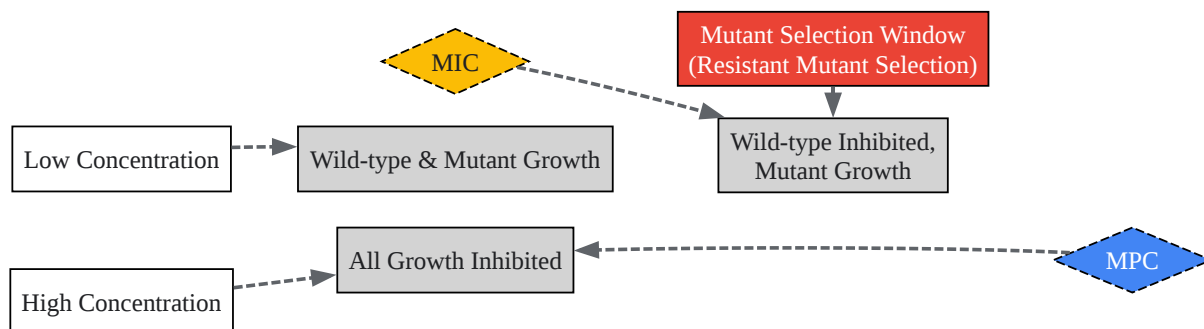 MIC
Mutant Selection Window
(Resistant Mutant Selection)
Low Concentration
Wild-type & Mutant Growth
Wild-type Inhibited,
Mutant Growth
All Growth Inhibited
MPC
High Concentration